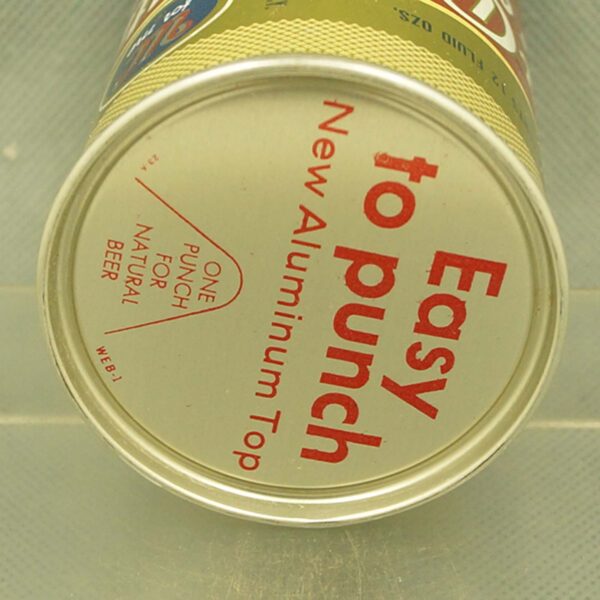 Easy
to punch
New Aluminum Top
ONE
PUNCH
FOR
NATURAL
BEER
WEB-1
12 FLUID OZS.